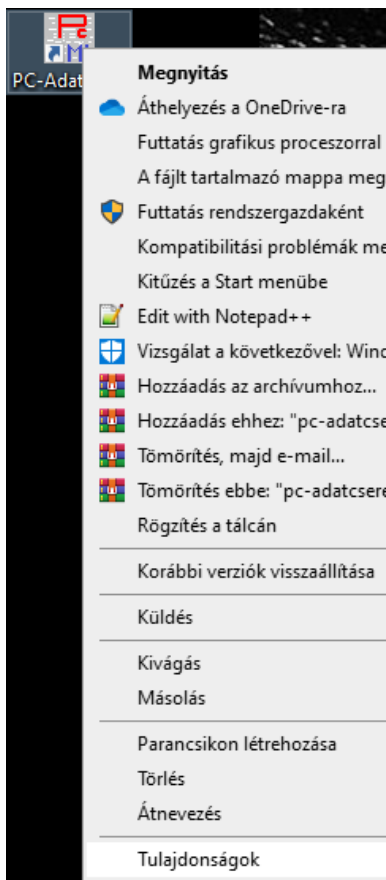 PC-Adat
Megnyitás
Áthelyezés a OneDrive-ra
Futtatás grafikus proceszorral
A fájlt tartalmazó mappa meg
Futtatás rendszergazdaként
Kompatibilitási problémák me
Kitűzés a Start menübe
Edit with Notepad++
Vizsgálat a következővel: Wind
Hozzáadás az archívumhoz...
Hozzáadás ehhez: "pc-adatcse
Tömörítés, majd e-mail...
Tömörítés ebbe: "pc-adatcsere
Rögzítés a tálcán
Korábbi verziók visszaállítása
Küldés
Kivágás
Másolás
Parancsikon létrehozása
Törlés
Átnevezés
Tulajdonságok